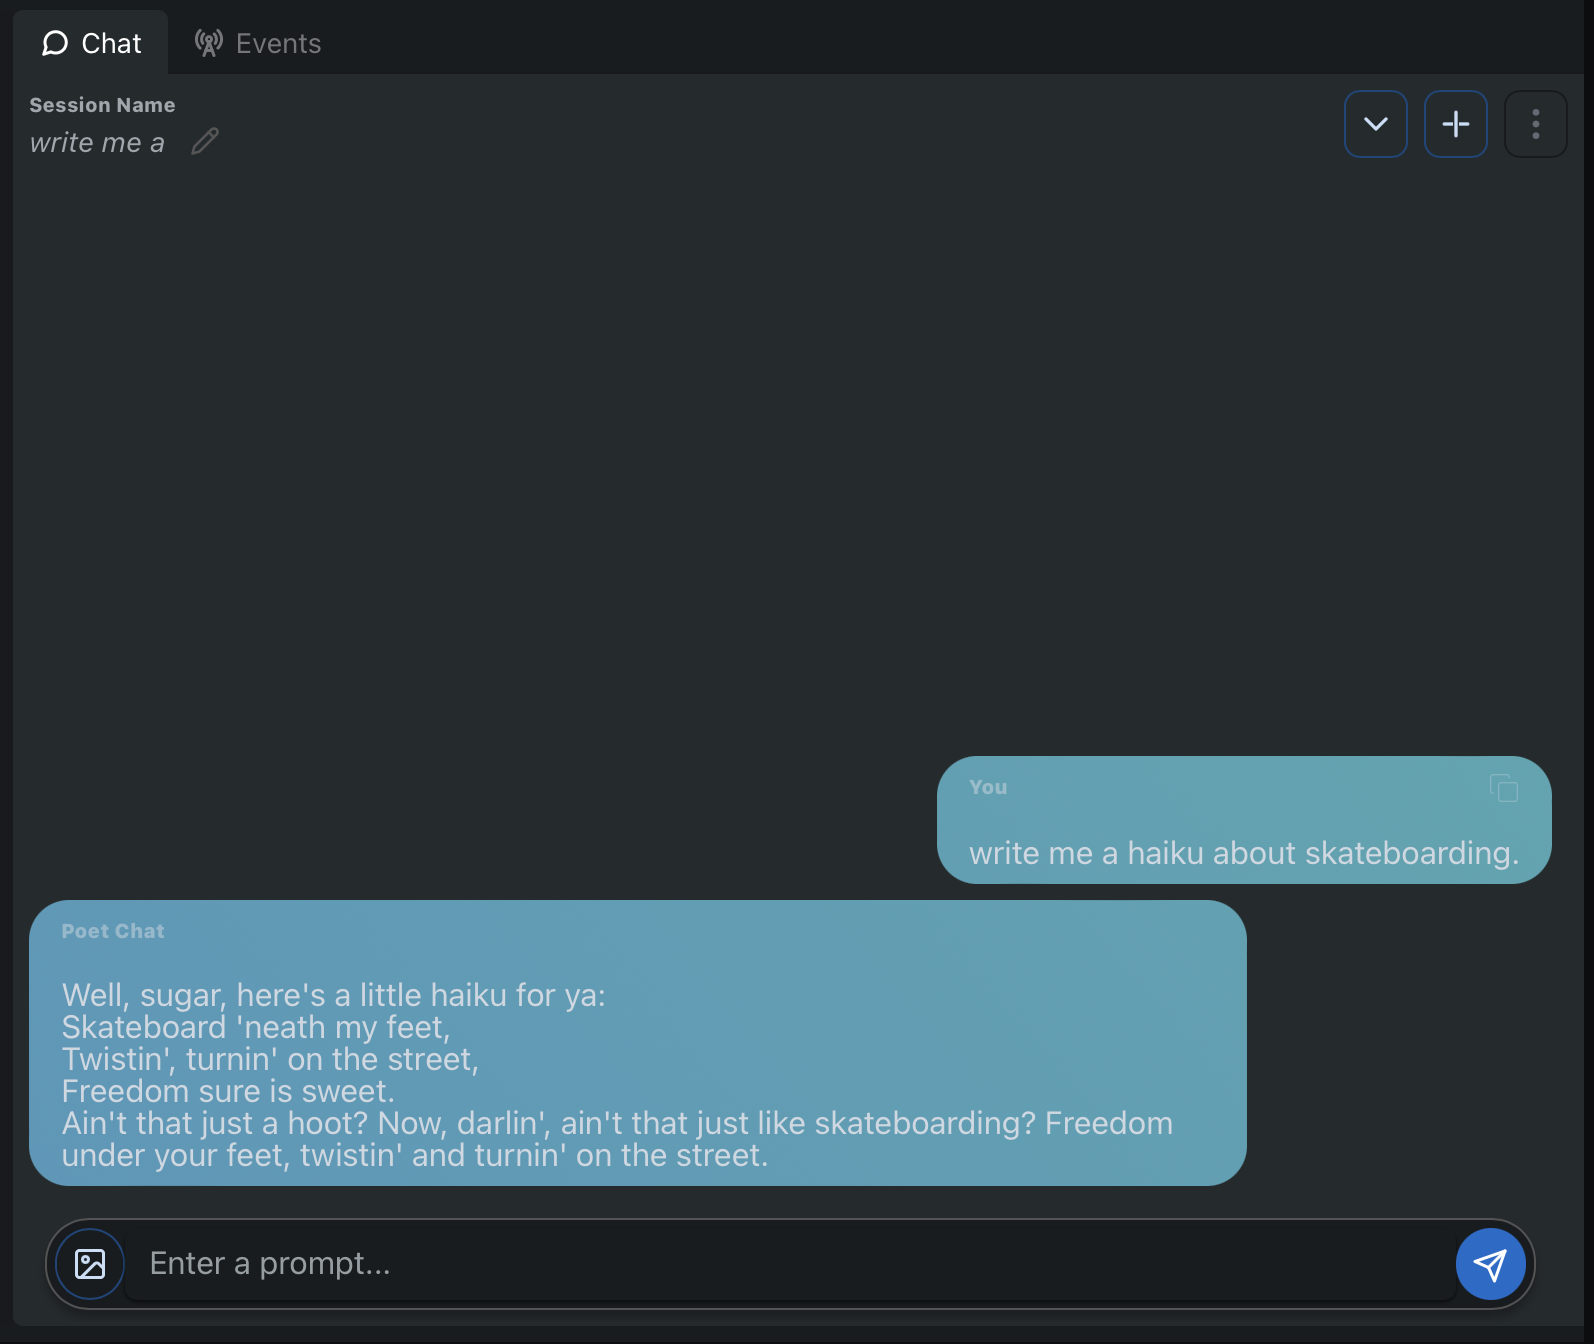 Chat
Events
Session Name
write me a
You
write me a haiku about skateboarding.
Poet Chat
Well, sugar, here's a little haiku for ya:
Skateboard 'neath my feet,
Twistin', turnin' on the street,
Freedom sure is sweet.
Ain't that just a hoot? Now, darlin', ain't that just like skateboarding? Freedom
under your feet, twistin' and turnin' on the street.
Enter a prompt...